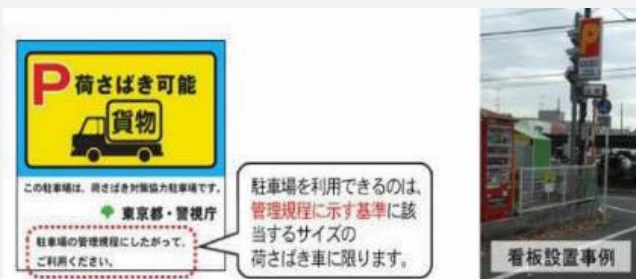 P荷さばき可能
貨物
この駐車場は、荷さばき対策協力駐車場です。
東京都・警視庁
駐車場の管理規程にしたがって、
ご利用ください。
駐車場を利用できるのは、
管理規程に示す基準に該
当するサイズの
荷さばき車に限ります。
P
看板設置事例